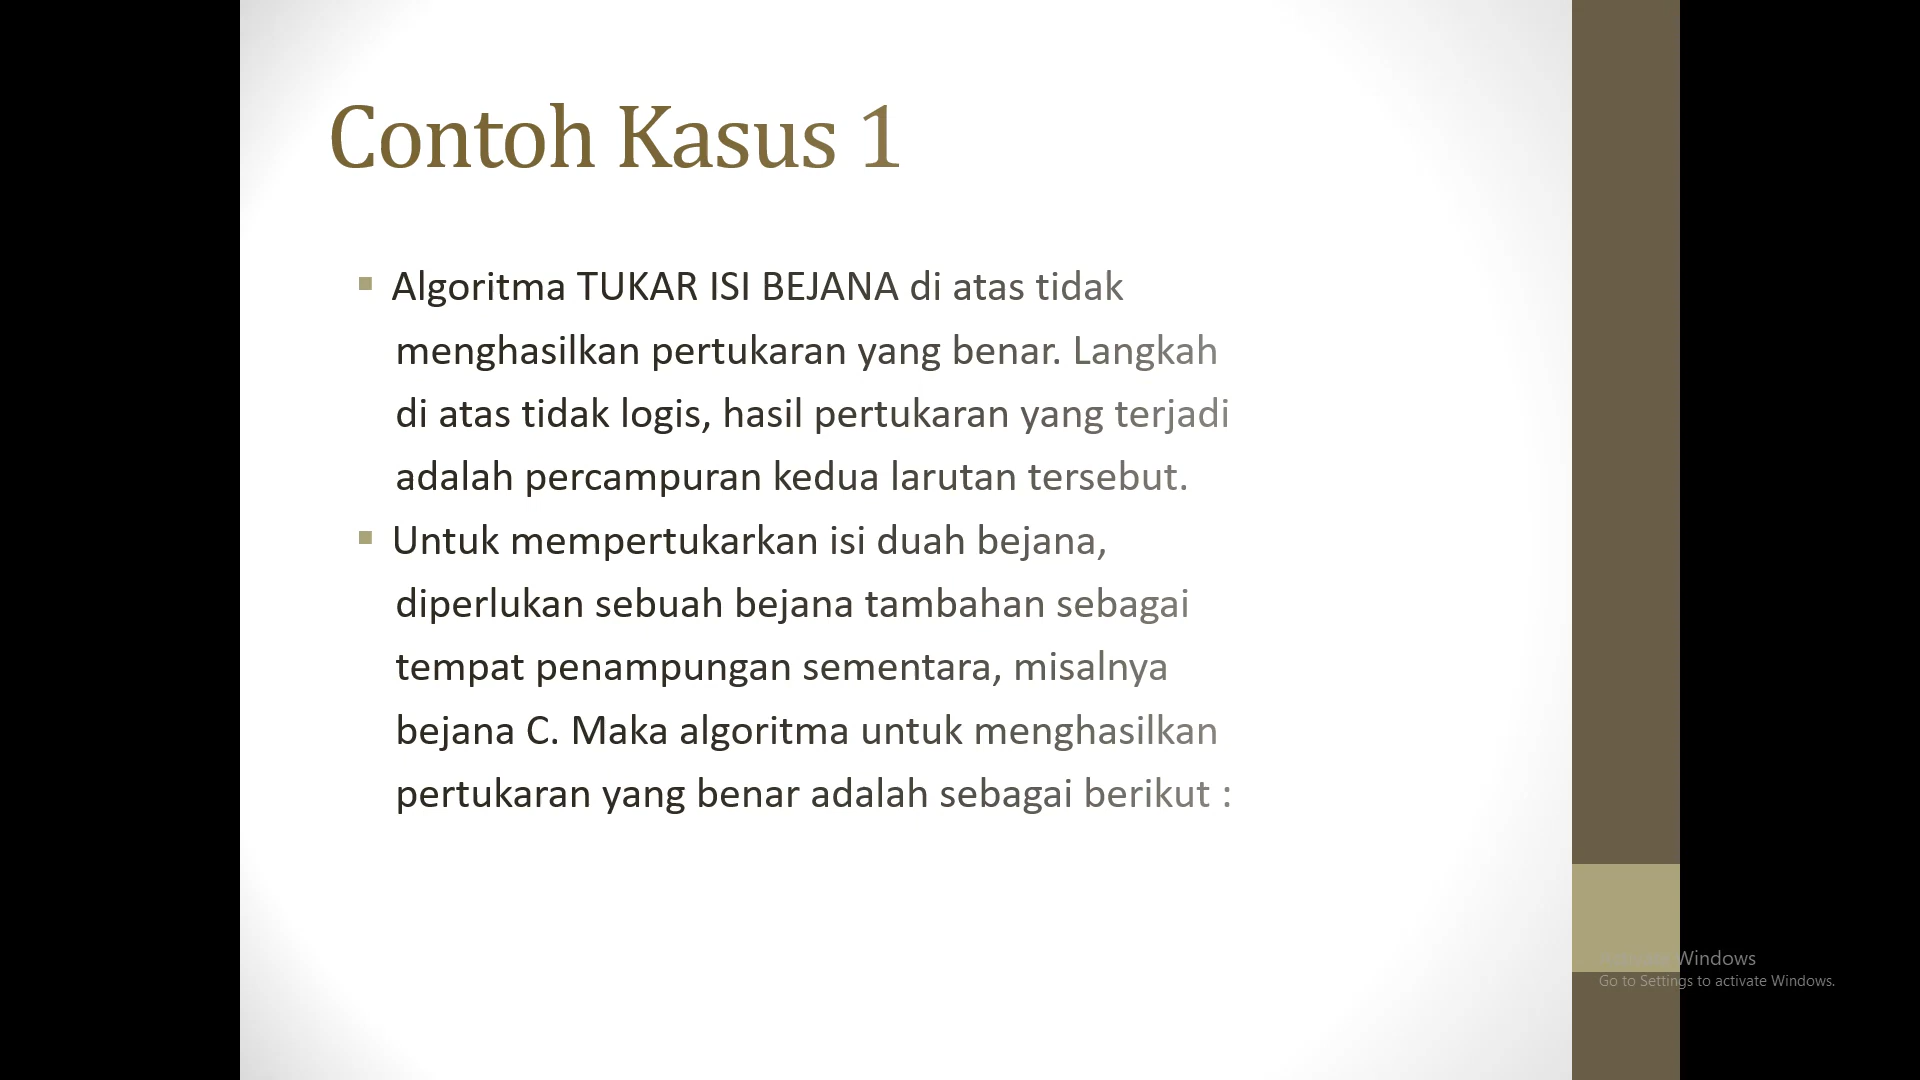 Contoh Kasus 1
Algoritma TUKAR ISI BEJANA di atas tidak
menghasilkan pertukaran yang benar. Langkah
di atas tidak logis, hasil pertukaran yang terjadi
adalah percampuran kedua larutan tersebut.
Untuk mempertukarkan isi duah bejana,
diperlukan sebuah bejana tambahan sebagai
tempat penampungan sementara, misalnya
bejana C. Maka algoritma untuk menghasilkan
pertukaran yang benar adalah sebagai berikut :
Windows
Go to Settings to activate Windows.